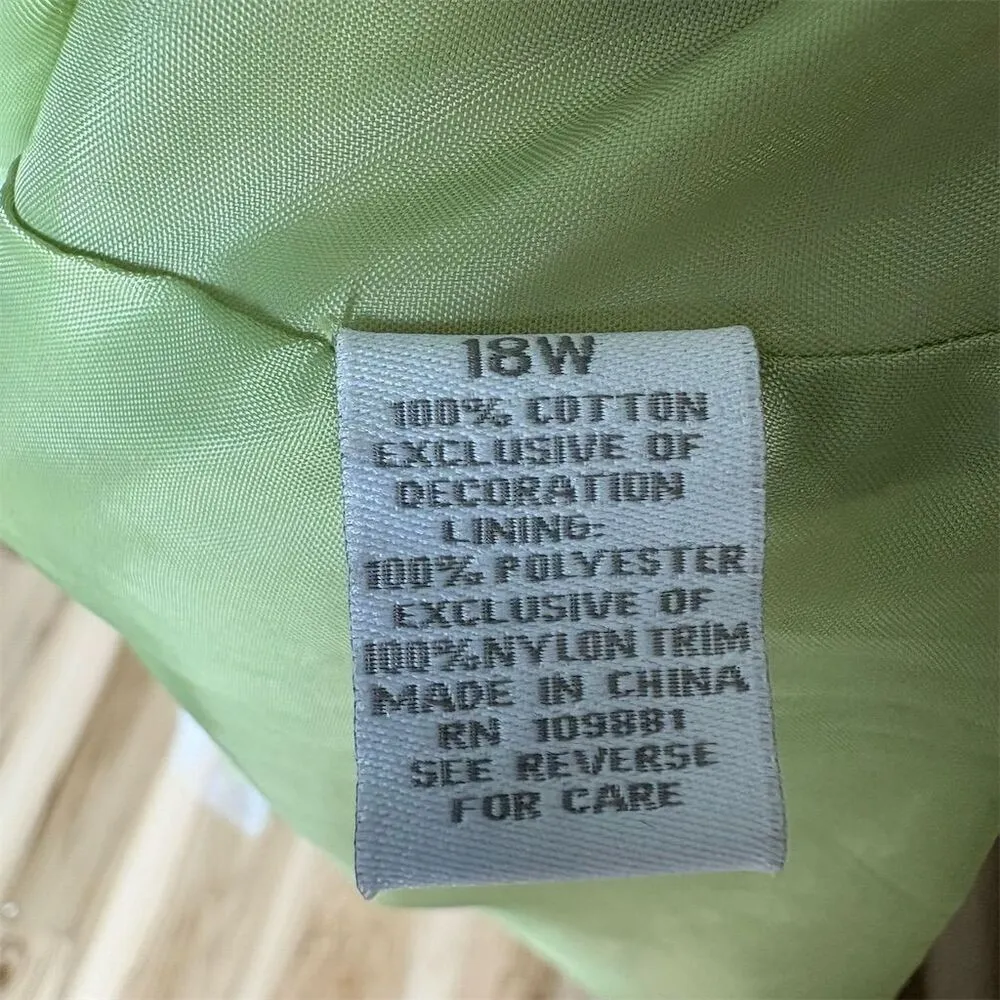 18W
100% COTTON
EXCLUSIVE OF
DECORATION
LINING:
100% POLYESTER
EXCLUSIVE OF
100%NYLON TRIM
MADE IN CHINA
RN 109881
SEE REVERSE
FOR CARE